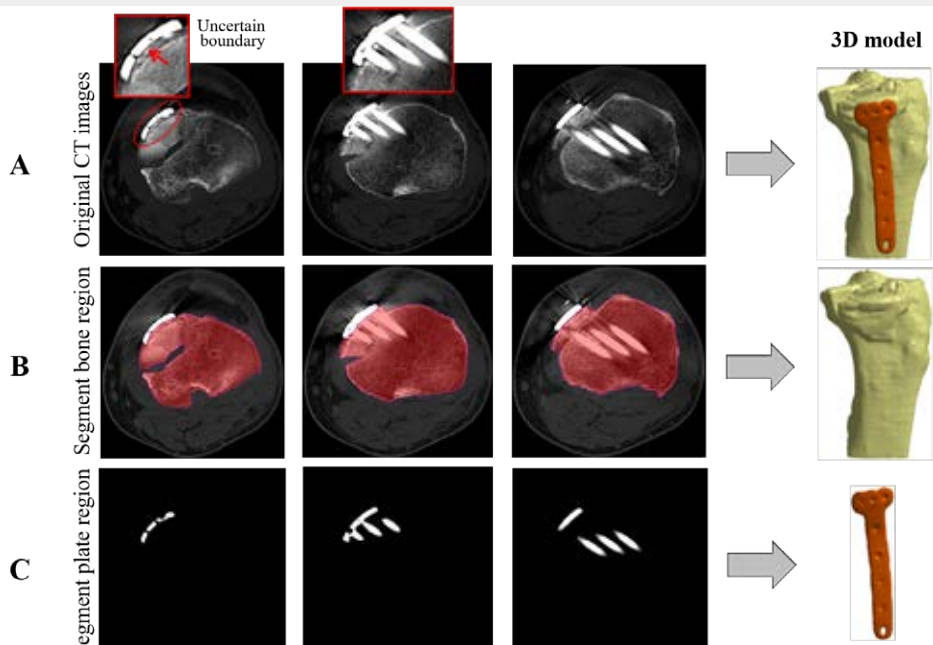 Uncertain
boundary
3D model
A
Original CT images
B
Segment bone region
C
egment plate region